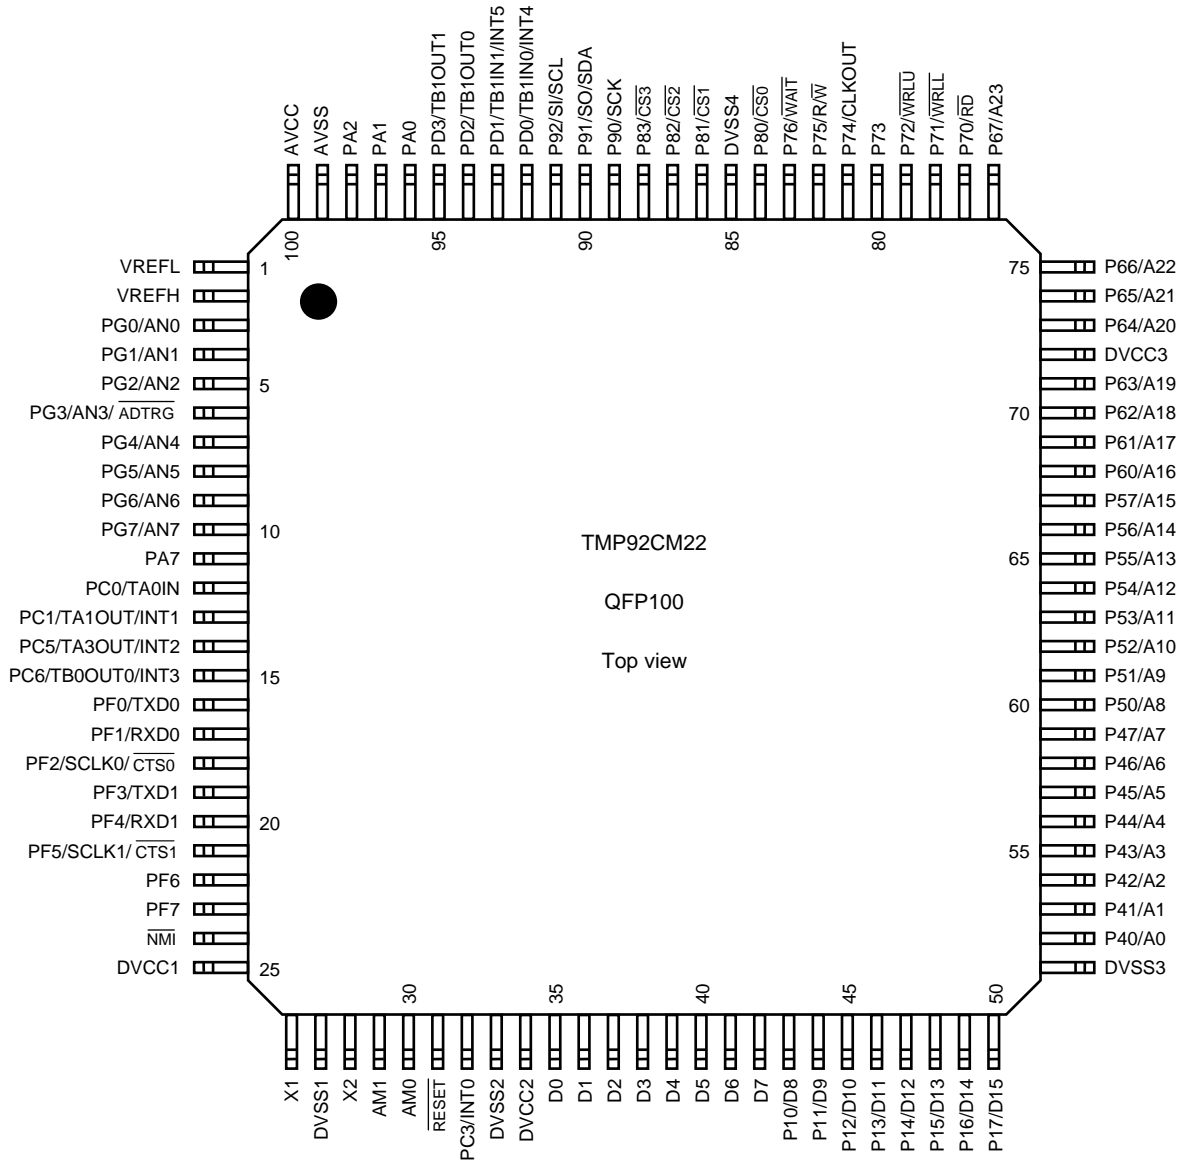 AVCC
AVSS
PA2
PA1
PA0
PD3/TB1OUT1
PD2/TB1OUT0
PD1/TB1IN1/INT5
PD0/TB1IN0/INT4
P92/SI/SCL
P91/SO/SDA
P90/SCK
P83/CS3
P82/CS2
P81/CS1
DVSS4
P80/CS0
P76/WAIT
P75/R/W
P74/CLKOUT
P73
P72/WRLU
P71/WRLL
P70/RD
P67/A23
100
95
90
85
80
VREFL
VREFH
PG0/AN0
PG1/AN1
PG2/AN2
PG3/AN3/ ADTRG
PG4/AN4
PG5/AN5
PG6/AN6
PG7/AN7
PA7
PC0/TA0IN
PC1/TA1OUT/INT1
PC5/TA3OUT/INT2
PC6/TB0OUT0/INT3
PF0/TXD0
PF1/RXD0
PF2/SCLK0/ CTS0
PF3/TXD1
PF4/RXD1
PF5/SCLK1/ CTS1
PF6
PF7
NMI
DVCC1
1
5
10
15
20
25
TMP92CM22
QFP100
Top view
75
70
65
60
55
P66/A22
P65/A21
P64/A20
DVCC3
P63/A19
P62/A18
P61/A17
P60/A16
P57/A15
P56/A14
P55/A13
P54/A12
P53/A11
P52/A10
P51/A9
P50/A8
P47/A7
P46/A6
P45/A5
P44/A4
P43/A3
P42/A2
P41/A1
P40/A0
DVSS3
30
35
40
45
50
X1
DVSS1
X2
AM1
AM0
RESET
PC3/INT0
DVSS2
DVCC2
D0
D1
D2
D3
D4
D5
D6
D7
P10/D8
P11/D9
P12/D10
P13/D11
P14/D12
P15/D13
P16/D14
P17/D15